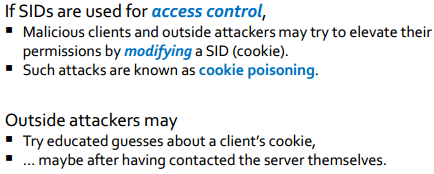 If SIDs are used for access control,
▪ Malicious clients and outside attackers may try to elevate their
permissions by modifying a SID (cookie).
▪ Such attacks are known as cookie poisoning.
Outside attackers may
▪ Try educated guesses about a client's cookie,
▪ ... maybe after having contacted the server themselves.